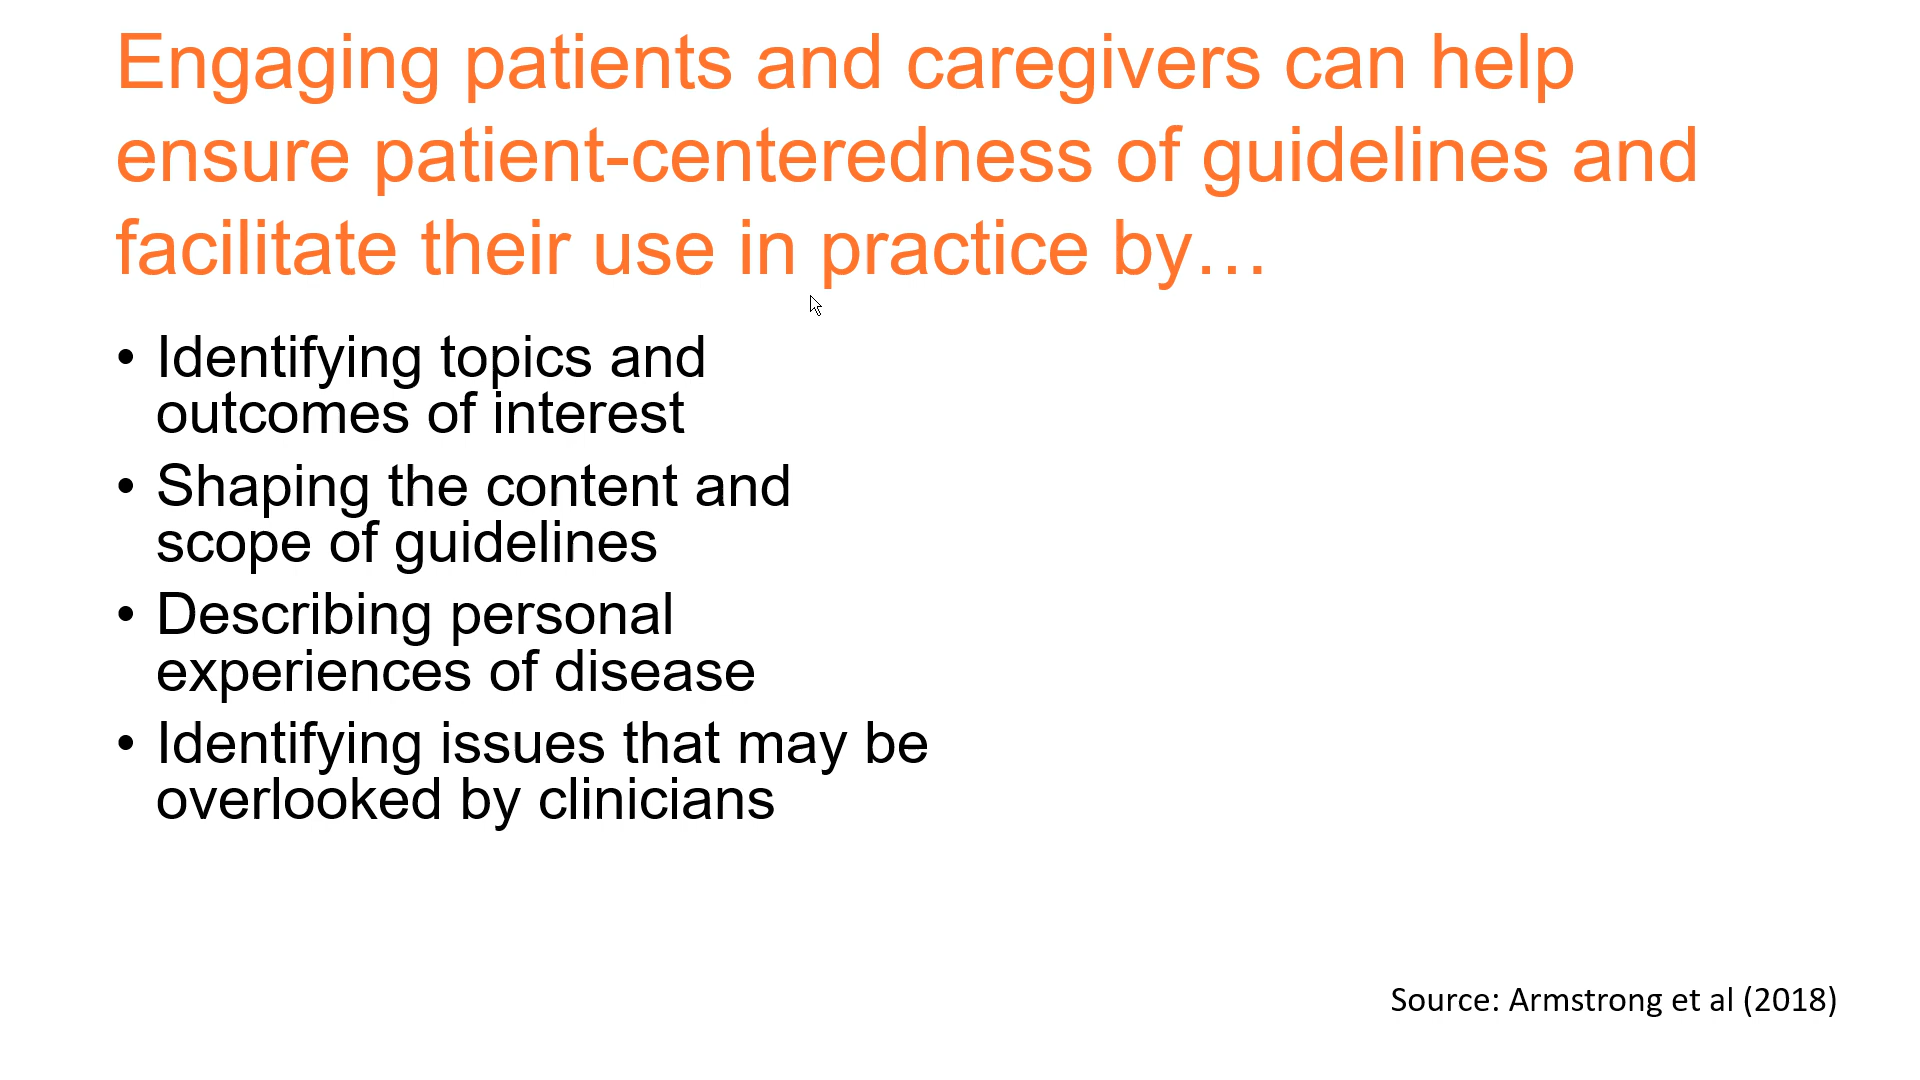 Engaging patients and caregivers can help
ensure patient-centeredness of guidelines and
facilitate their use in practice by…
• Identifying topics and
outcomes of interest
• Shaping the content and
scope of guidelines
• Describing personal
experiences of disease
• Identifying issues that may be
overlooked by clinicians
Source: Armstrong et al (2018)